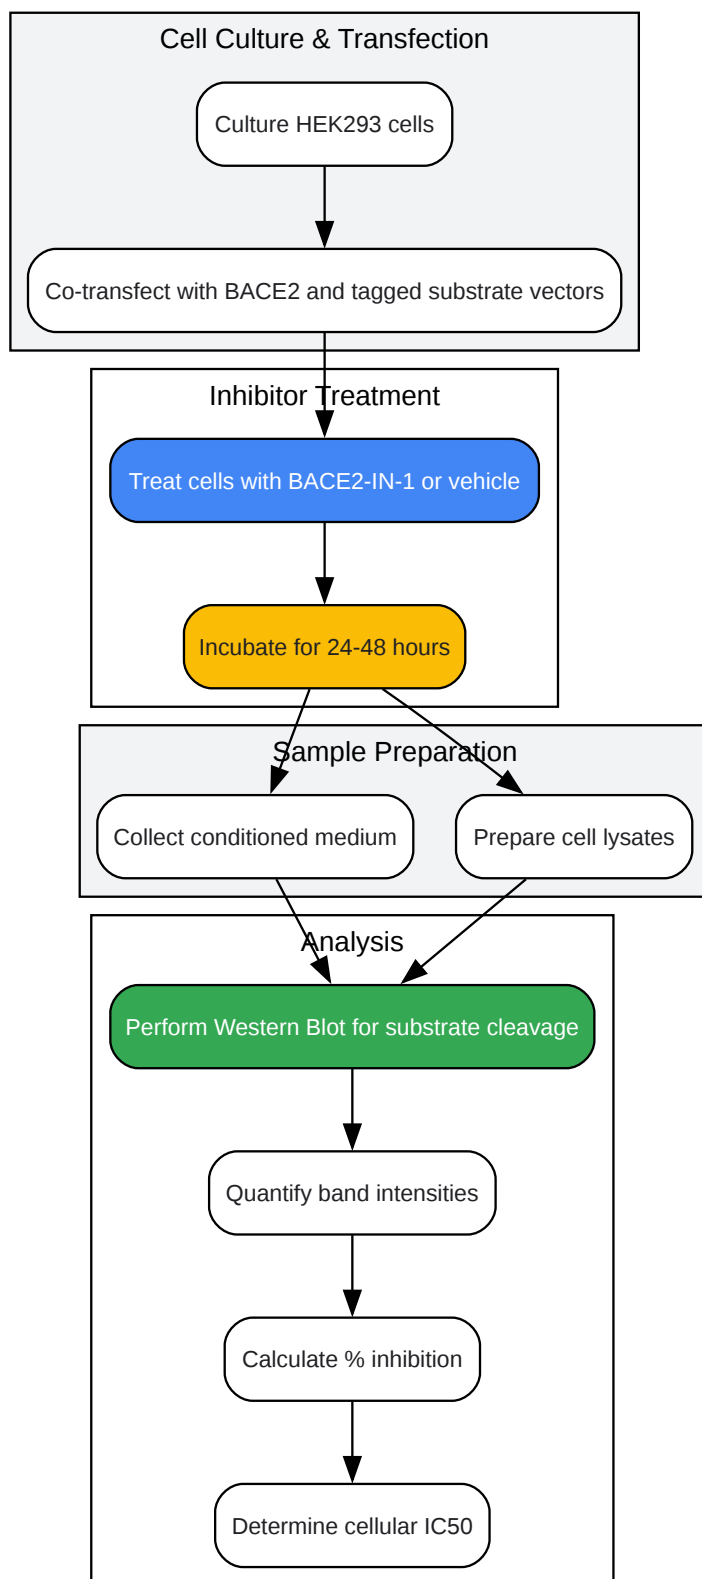 Cell Culture & Transfection
Culture HEK293 cells
Co-transfect with BACE2 and tagged substrate vectors
Inhibitor Treatment
Treat cells with BACE2-IN-1 or vehicle
Incubate for 24-48 hours
Sample Preparation
Collect conditioned medium
Prepare cell lysates
Analysis
Perform Western Blot for substrate cleavage
Quantify band intensities
Calculate % inhibition
Determine cellular IC50